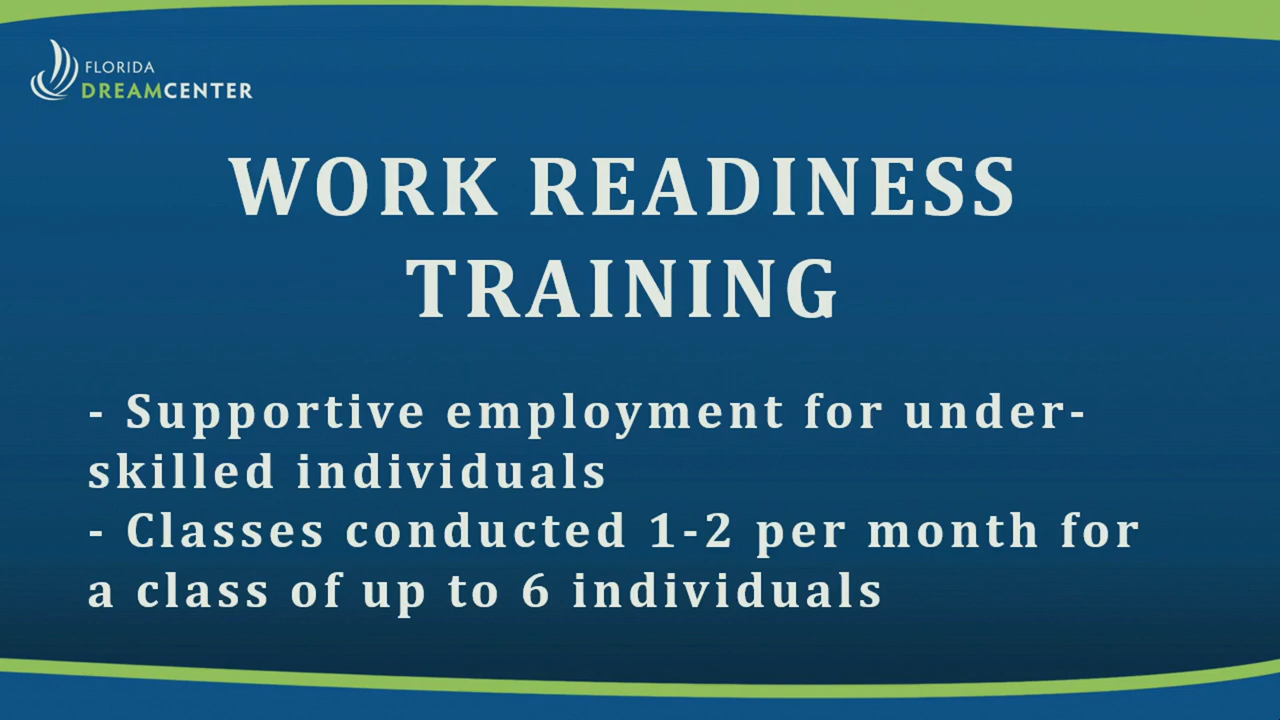 FLORIDA
DREAMCENTER
WORK READINESS
TRAINING
- Supportive employment for under-
skilled individuals
- Classes conducted 1-2 per month for
a class of up to 6 individuals